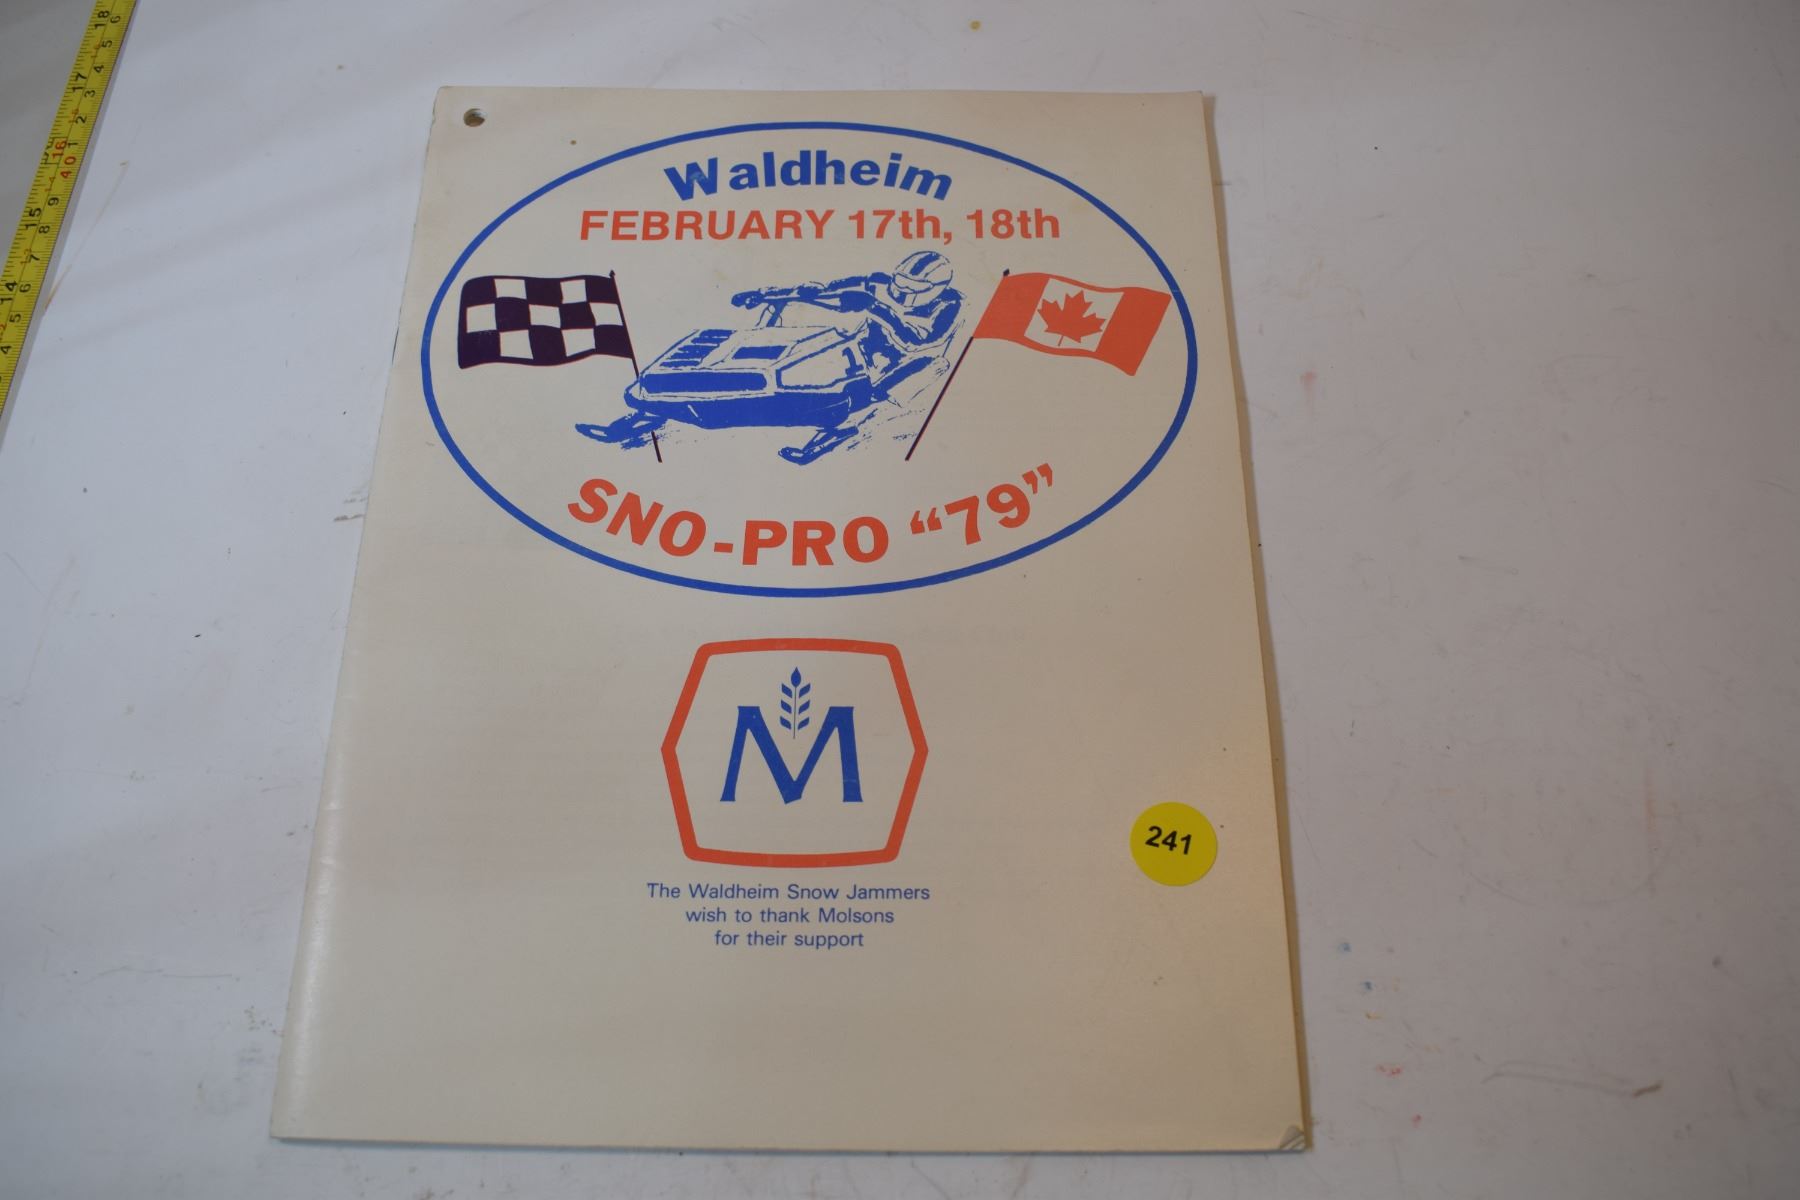 Waldheim
FEBRUARY 17th, 18th
1
SNO-PRO “79”
M
The Waldheim Snow Jammers
wish to thank Molsons
for their support
241